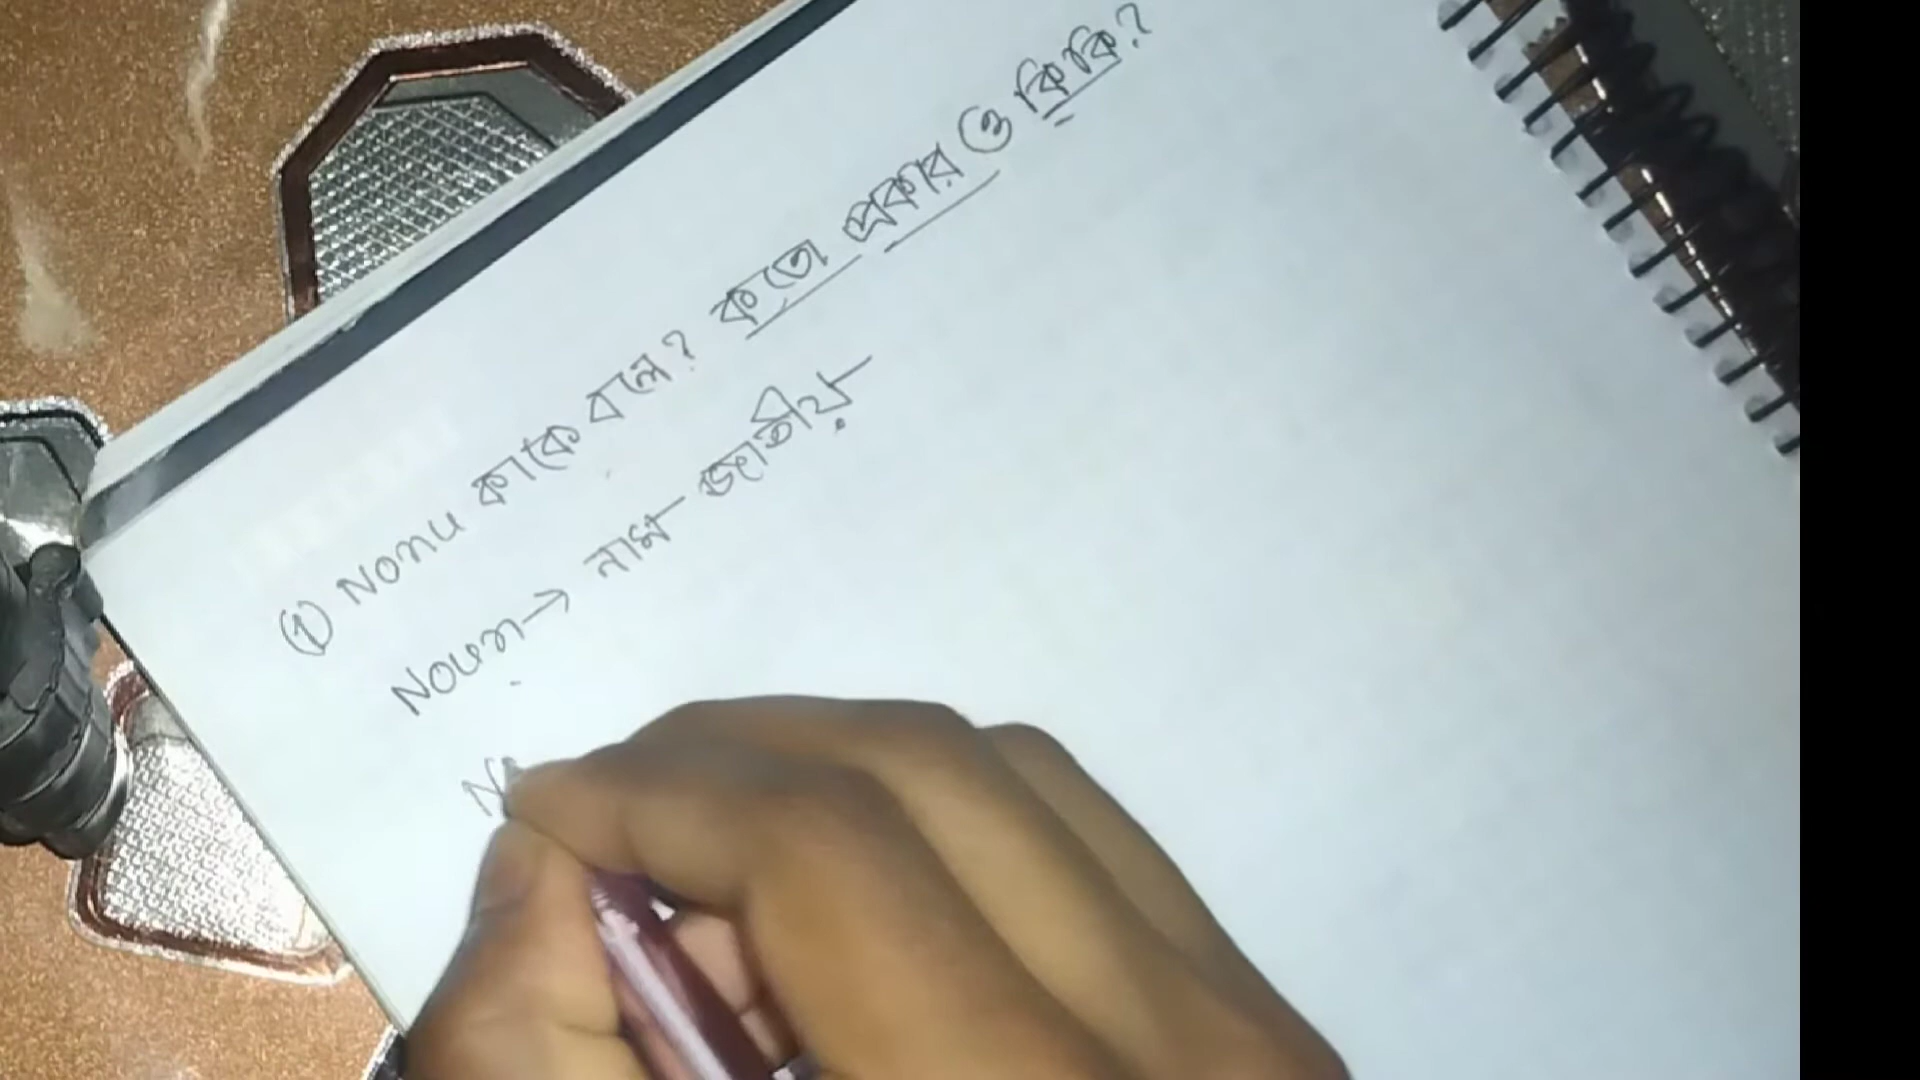 ① Nonu কাকে বলে? কতো প্রকার ও কিকি?
Noun → নাম জাতীয়